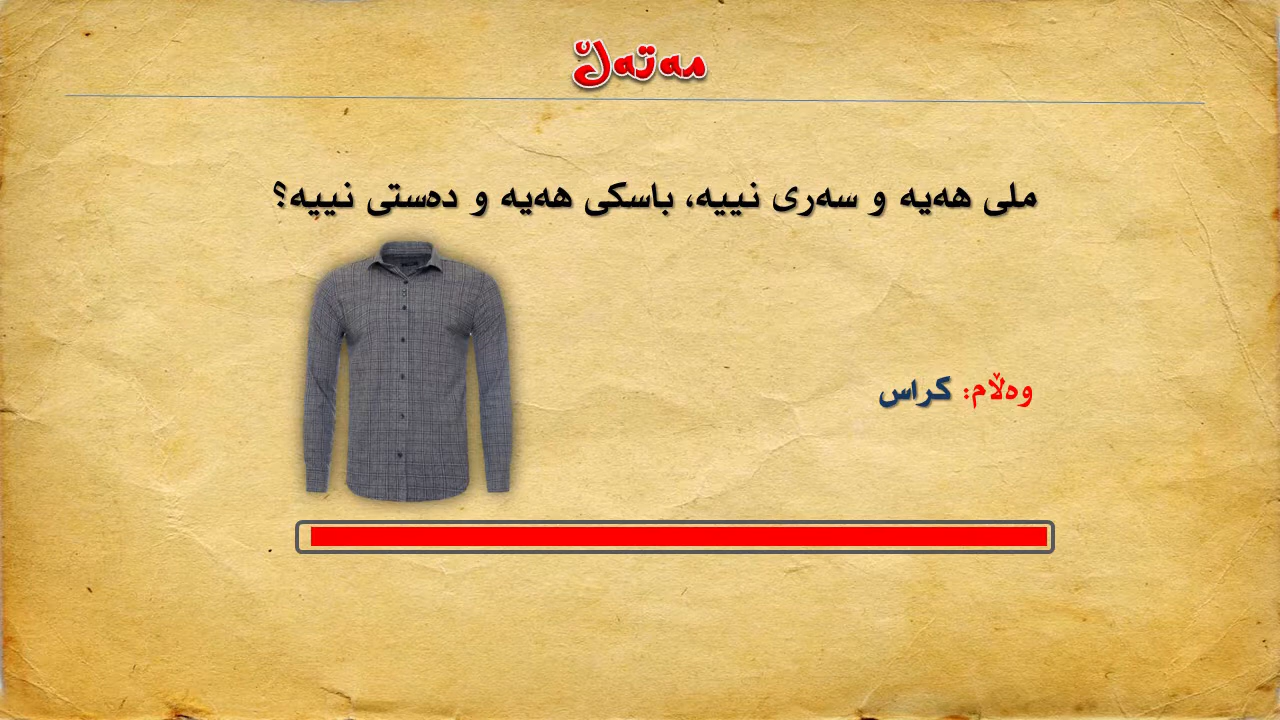 مەتەڵ
ملی هەیە و سەری نییە، باسکی هەیە و دەستی نییە؟
وەڵام: کراس